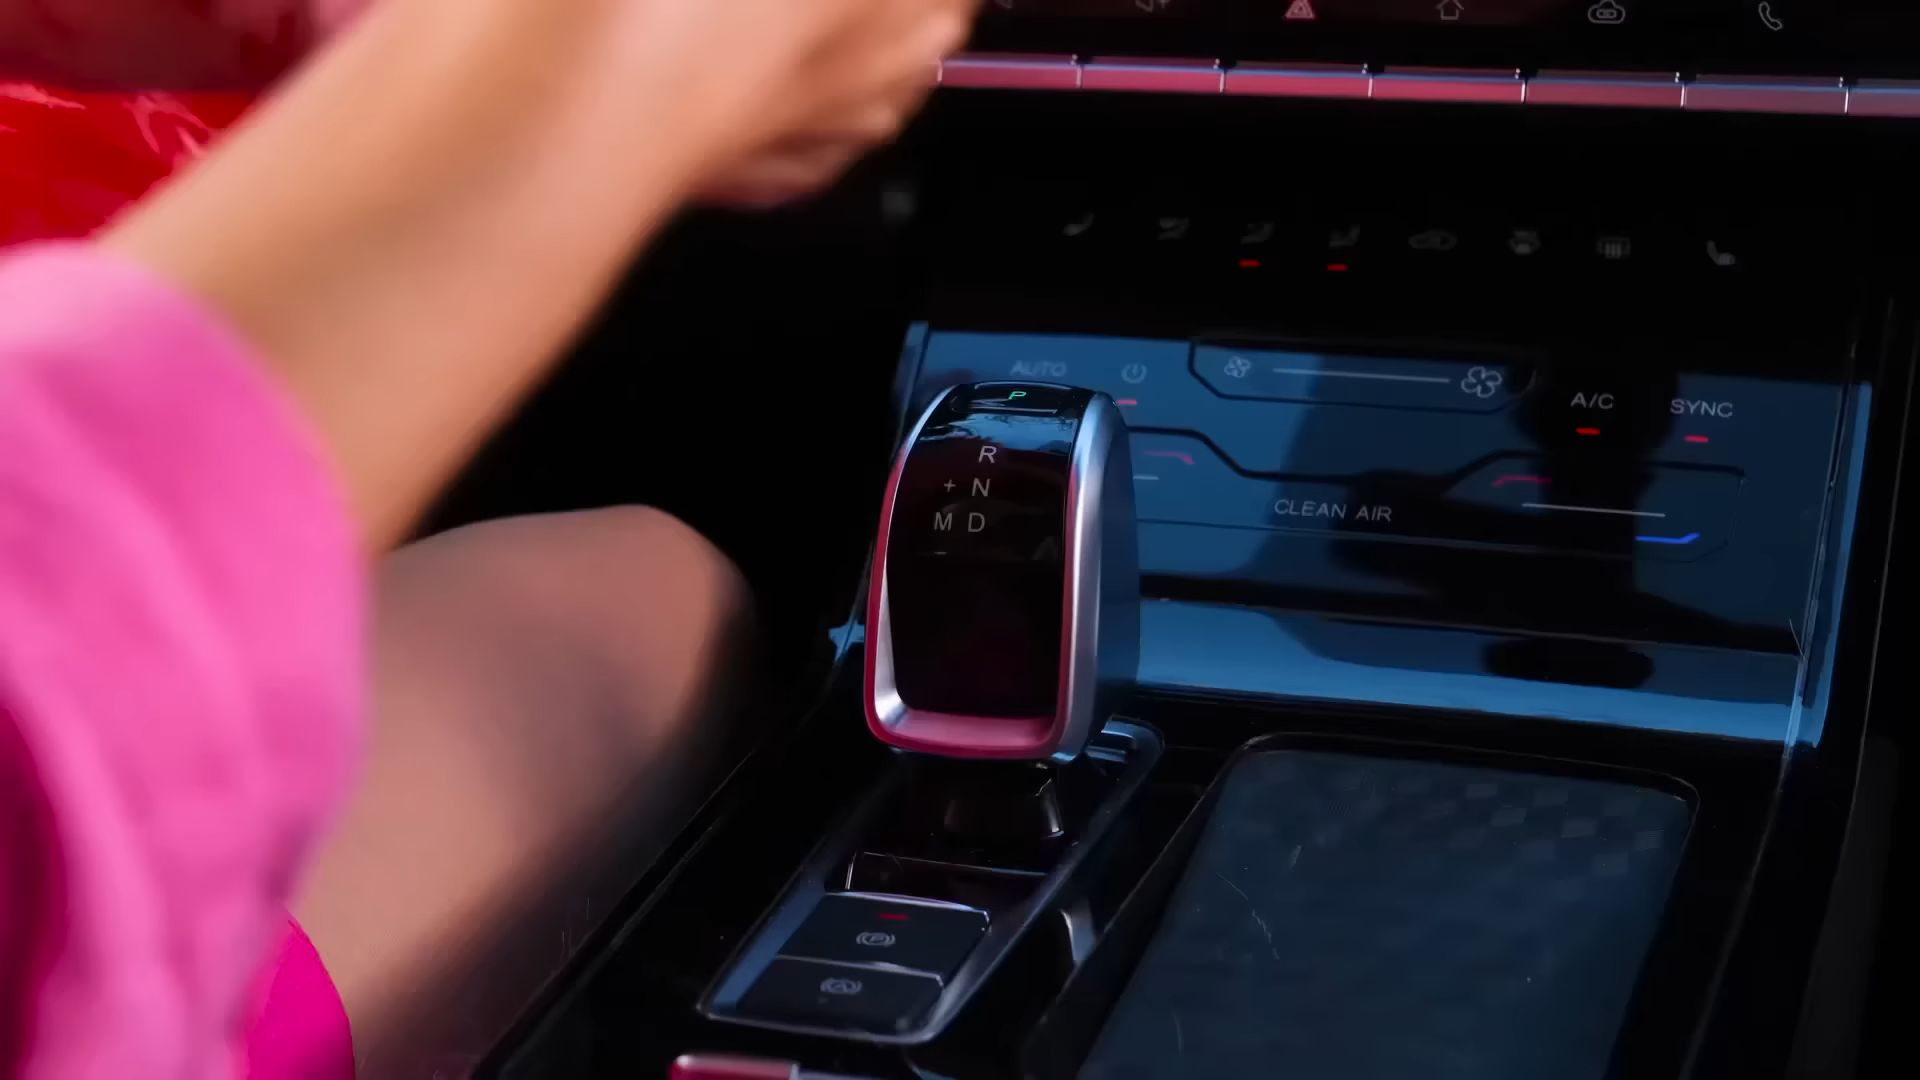 AUTO
A/C SYNC
P
R
+ N
M D
CLEAN AIR
P
A